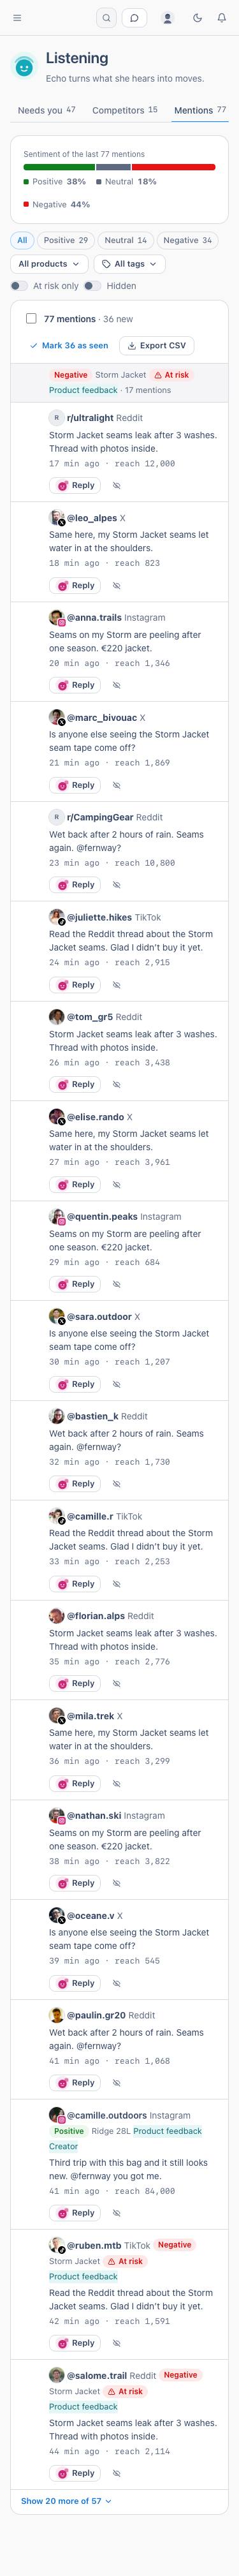 Listening
Echo turns what she hears into moves.
Needs you 47 Competitors 15 Mentions 77
Sentiment of the last 77 mentions
Positive 38% Neutral 18%
Negative 44%
All Positive 29 Neutral 14 Negative 34
All products All tags
At risk only Hidden
77 mentions · 36 new
Mark 36 as seen Export CSV
Negative Storm Jacket At risk
Product feedback · 17 mentions
R r/ultralight Reddit
Storm Jacket seams leak after 3 washes.
Thread with photos inside.
17 min ago · reach 12,000
Reply
@leo_alpes X
Same here, my Storm Jacket seams let
water in at the shoulders.
18 min ago · reach 823
Reply
@anna.trails Instagram
Seams on my Storm are peeling after
one season. €220 jacket.
20 min ago · reach 1,346
Reply
@marc_bivouac X
Is anyone else seeing the Storm Jacket
seam tape come off?
21 min ago · reach 1,869
Reply
R r/CampingGear Reddit
Wet back after 2 hours of rain. Seams
again. @fernway?
23 min ago · reach 10,800
Reply
@juliette.hikes TikTok
Read the Reddit thread about the Storm
Jacket seams. Glad I didn't buy it yet.
24 min ago · reach 2,915
Reply
@tom_gr5 Reddit
Storm Jacket seams leak after 3 washes.
Thread with photos inside.
26 min ago · reach 3,438
Reply
@elise.rando X
Same here, my Storm Jacket seams let
water in at the shoulders.
27 min ago · reach 3,961
Reply
@quentin.peaks Instagram
Seams on my Storm are peeling after
one season. €220 jacket.
29 min ago · reach 684
Reply
@sara.outdoor X
Is anyone else seeing the Storm Jacket
seam tape come off?
30 min ago · reach 1,207
Reply
@bastien_k Reddit
Wet back after 2 hours of rain. Seams
again. @fernway?
32 min ago · reach 1,730
Reply
@camille.r TikTok
Read the Reddit thread about the Storm
Jacket seams. Glad I didn't buy it yet.
33 min ago · reach 2,253
Reply
@florian.alps Reddit
Storm Jacket seams leak after 3 washes.
Thread with photos inside.
35 min ago · reach 2,776
Reply
@mila.trek X
Same here, my Storm Jacket seams let
water in at the shoulders.
36 min ago · reach 3,299
Reply
@nathan.ski Instagram
Seams on my Storm are peeling after
one season. €220 jacket.
38 min ago · reach 3,822
Reply
@oceane.v X
Is anyone else seeing the Storm Jacket
seam tape come off?
39 min ago · reach 545
Reply
@paulin.gr20 Reddit
Wet back after 2 hours of rain. Seams
again. @fernway?
41 min ago · reach 1,068
Reply
@camille.outdoors Instagram
Positive Ridge 28L Product feedback
Creator
Third trip with this bag and it still looks
new. @fernway you got me.
41 min ago · reach 84,000
Reply
@ruben.mtb TikTok Negative
Storm Jacket At risk
Product feedback
Read the Reddit thread about the Storm
Jacket seams. Glad I didn't buy it yet.
42 min ago · reach 1,591
Reply
@salome.trail Reddit Negative
Storm Jacket At risk
Product feedback
Storm Jacket seams leak after 3 washes.
Thread with photos inside.
44 min ago · reach 2,114
Reply
Show 20 more of 57